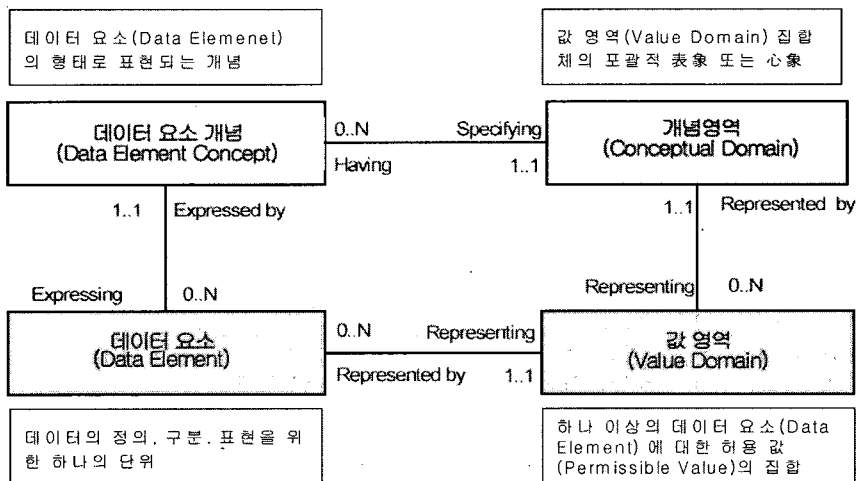 데이터 요소(Data Elemenet)
의 형태로 표현되는 개념
값 영역(Value Domain) 집합
체의 포괄적 表象 또는 心象
데이터 요소 개념
(Data Element Concept)
0..N
Specifying
Having
1..1
개념영역
(Conceptual Domain)
1..1
Expressed by
1..1
Represented by
Expressing
0..N
Representing
0..N
데이터 요소
(Data Element)
0..N
Representing
Represented by
1..1
값 영역
(Value Domain)
데이터의 정의, 구분. 표현을 위
한 하나의 단위
하나 이상의 데이터 요소(Data
Element) 에 대한 허용 값
(Permissible Value)의 집합